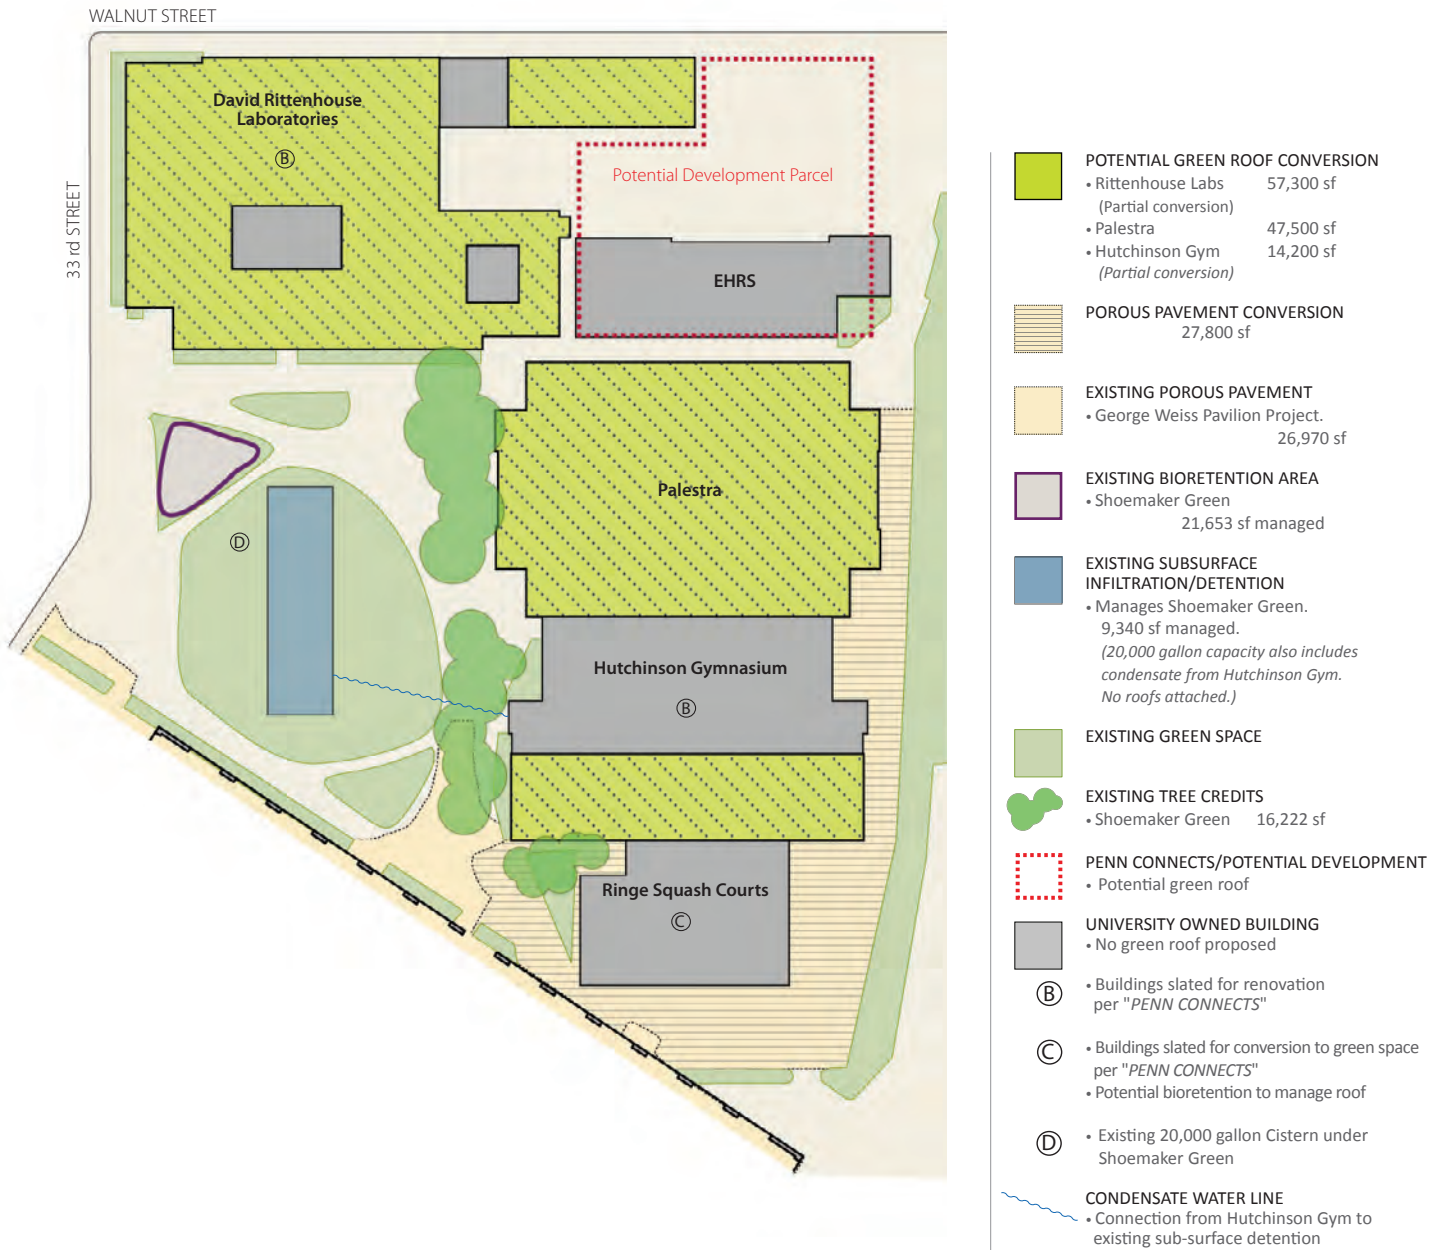 WALNUT STREET
33 rd STREET
David Rittenhouse
Laboratories
B
Potential Development Parcel
EHRS
Palestra
D
Hutchinson Gymnasium
B
Ringe Squash Courts
C
POTENTIAL GREEN ROOF CONVERSION
• Rittenhouse Labs 57,300 sf
(Partial conversion)
• Palestra 47,500 sf
• Hutchinson Gym 14,200 sf
(Partial conversion)
POROUS PAVEMENT CONVERSION
27,800 sf
EXISTING POROUS PAVEMENT
• George Weiss Pavilion Project.
26,970 sf
EXISTING BIORETENTION AREA
• Shoemaker Green
21,653 sf managed
EXISTING SUBSURFACE
INFILTRATION/DETENTION
• Manages Shoemaker Green.
9,340 sf managed.
(20,000 gallon capacity also includes
condensate from Hutchinson Gym.
No roofs attached.)
EXISTING GREEN SPACE
EXISTING TREE CREDITS
• Shoemaker Green 16,222 sf
PENN CONNECTS/POTENTIAL DEVELOPMENT
• Potential green roof
UNIVERSITY OWNED BUILDING
• No green roof proposed
B • Buildings slated for renovation
per "PENN CONNECTS"
C • Buildings slated for conversion to green space
per "PENN CONNECTS"
• Potential bioretention to manage roof
D • Existing 20,000 gallon Cistern under
Shoemaker Green
CONDENSATE WATER LINE
• Connection from Hutchinson Gym to
existing sub-surface detention